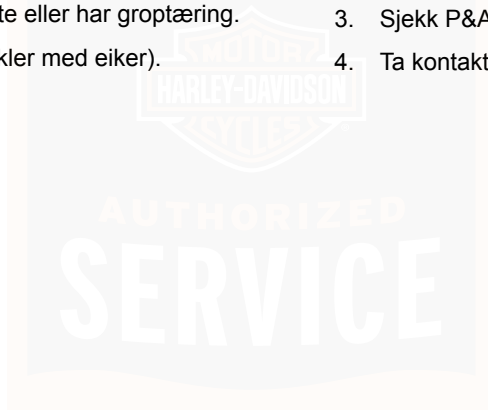 te eller har groptæring.
kler med eiker).
3. Sjekk P&A
4. Ta kontakt
MOTOR
HARLEY-DAVIDSON
CYCLES
AUTHORIZED
SERVICE